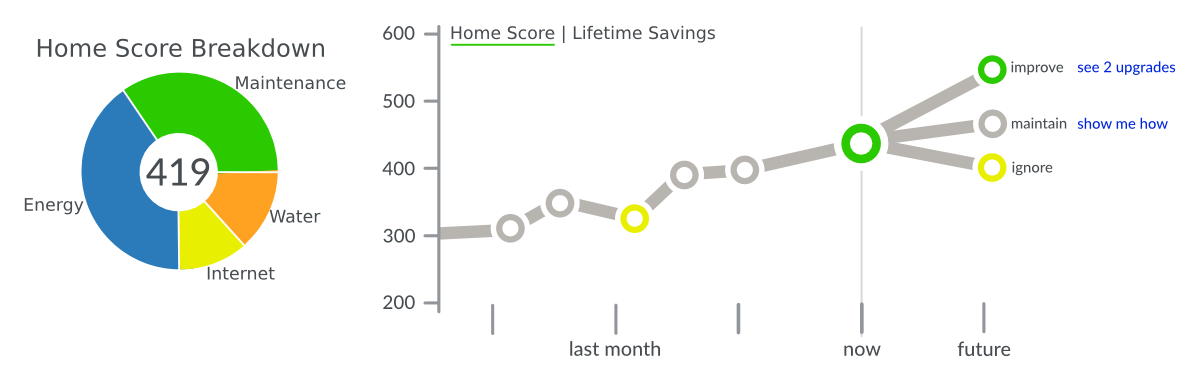 Home Score Breakdown
Maintenance
419
Energy
Water
Internet
Home Score | Lifetime Savings
600
500
400
300
200
improve see 2 upgrades
maintain show me how
ignore
last month
now
future